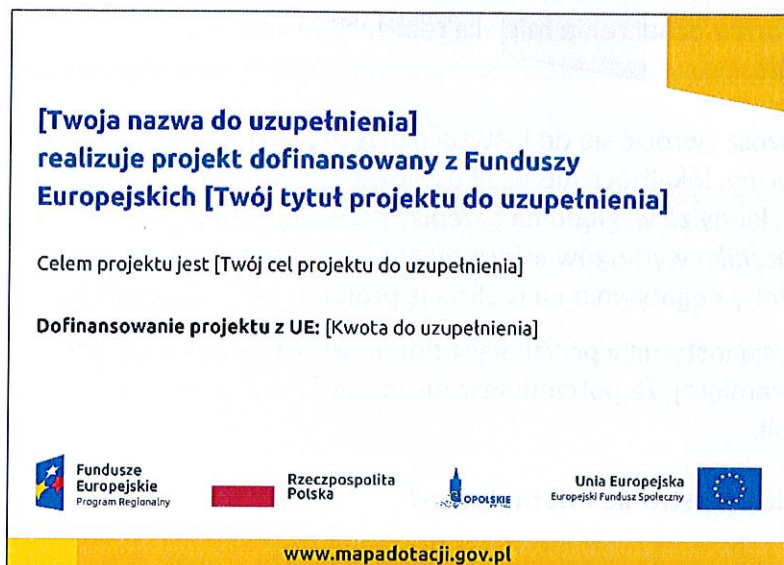 [Twoja nazwa do uzupełnienia]
realizuje projekt dofinansowany z Funduszy
Europejskich [Twój tytuł projektu do uzupełnienia]
Celem projektu jest [Twój cel projektu do uzupełnienia]
Dofinansowanie projektu z UE: [Kwota do uzupełnienia]
Fundusze
Europejskie
Program Regionalny
Rzeczpospolita
Polska
OPOLSKIE
Unia Europejska
Europejski Fundusz Społeczny
www.mapadotacji.gov.pl